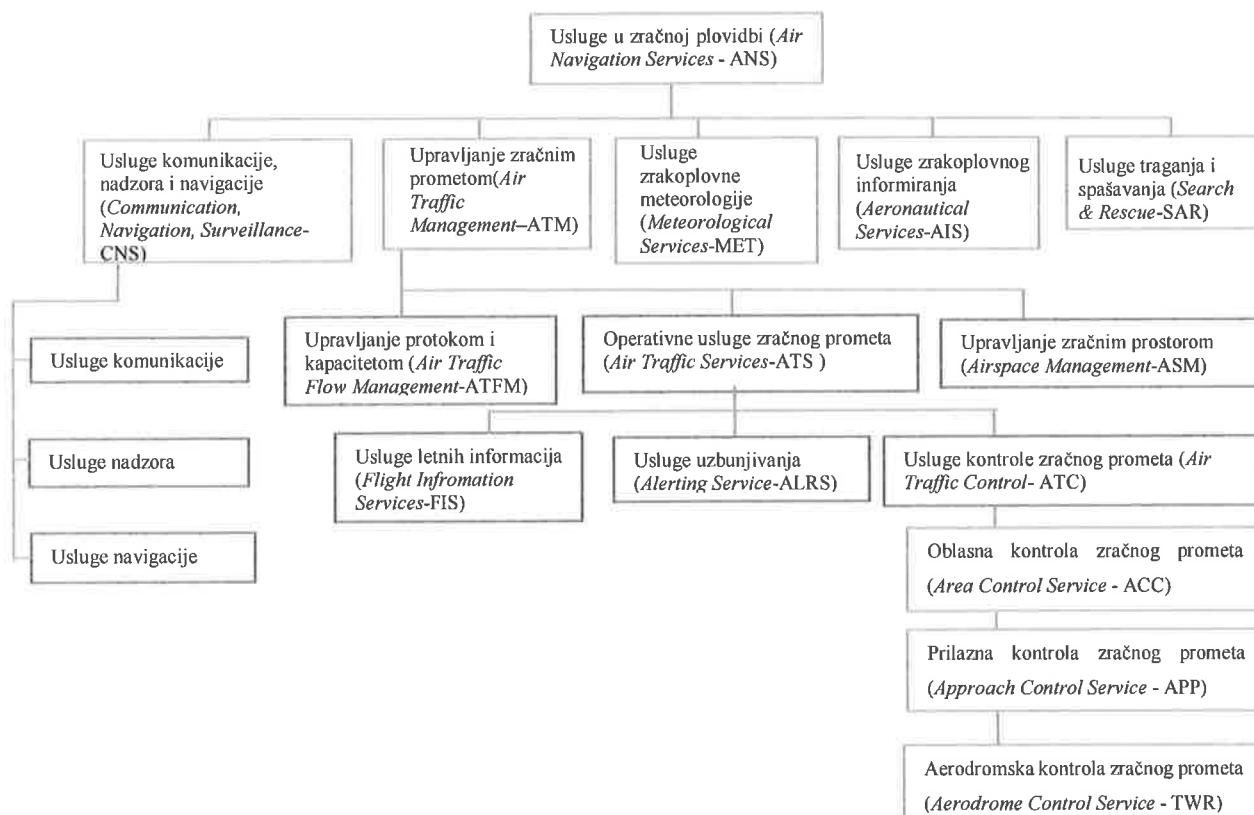 Usluge u zračnoj plovidbi (Air
Navigation Services - ANS)
Usluge komunikacije,
nadzora i navigacije
(Communication,
Navigation, Surveillance-
CNS)
Upravljanje zračnim
prometom(Air
Traffic
Management–ATM)
Usluge
zrakoplovne
meteorologije
(Meteorological
Services-MET)
Usluge zrakoplovnog
informiranja
(Aeronautical
Services-AIS)
Usluge traganja i
spašavanja (Search
& Rescue-SAR)
Usluge komunikacije
Usluge nadzora
Usluge navigacije
Upravljanje protokom i
kapacitetom (Air Traffic
Flow Management-ATFM)
Operativne usluge zračnog prometa
(Air Traffic Services-ATS )
Upravljanje zračnim prostorom
(Airspace Management-ASM)
Usluge letnih informacija
(Flight Infromation
Services-FIS)
Usluge uzbunjivanja
(Alerting Service-ALRS)
Usluge kontrole zračnog prometa (Air
Traffic Control- ATC)
Oblasna kontrola zračnog prometa
(Area Control Service - ACC)
Prilazna kontrola zračnog prometa
(Approach Control Service - APP)
Aerodromska kontrola zračnog prometa
(Aerodrome Control Service - TWR)